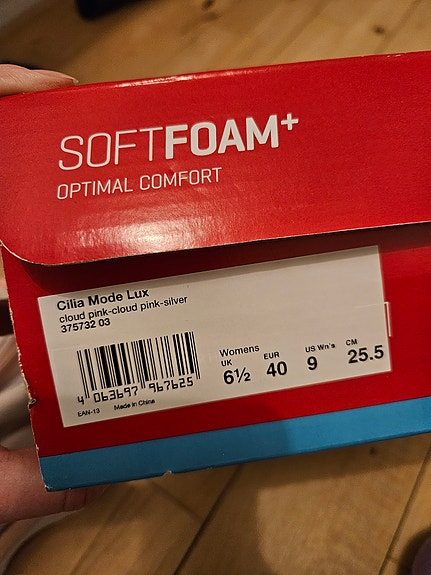 SOFTFOAM+
OPTIMAL COMFORT
Cilia Mode Lux
cloud pink-cloud pink-silver
375732 03
4 063697 967625
EAN-13 Made in China
Womens
UK EUR US Wn's CM
6½ 40 9 25.5